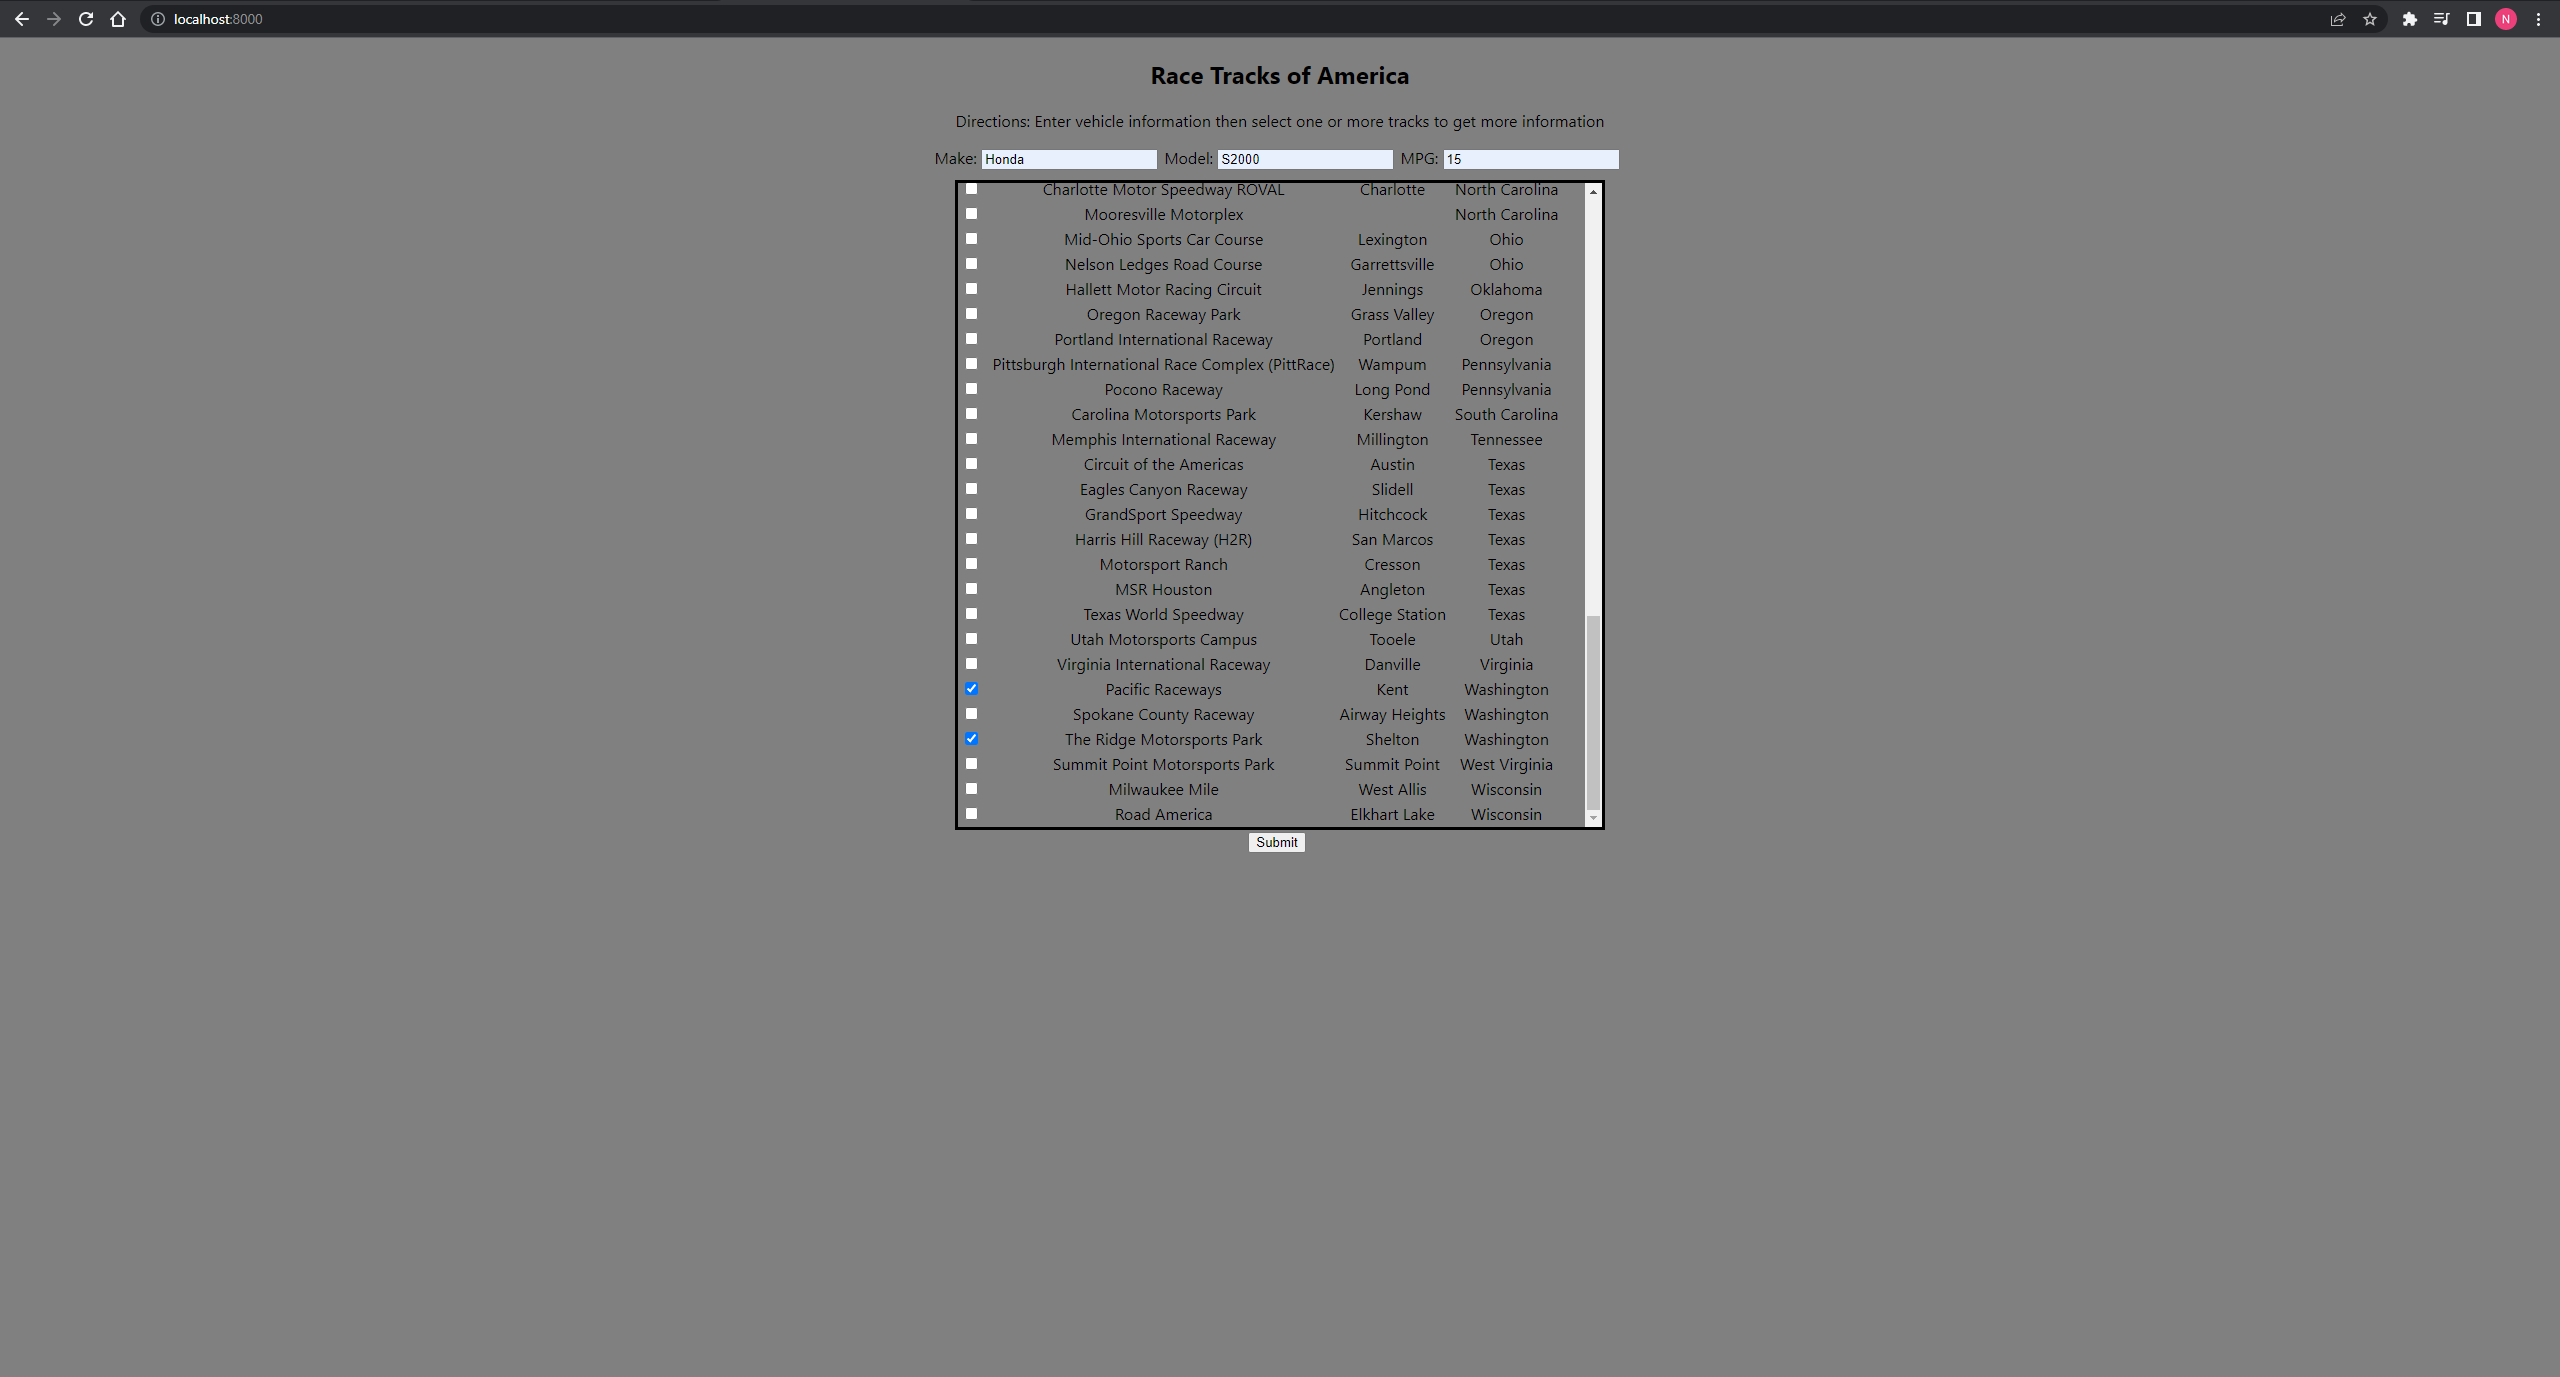 localhost:8000
N
Race Tracks of America
Directions: Enter vehicle information then select one or more tracks to get more information
Make: Honda Model: S2000 MPG: 15
Charlotte Motor Speedway ROVAL Charlotte North Carolina
Mooresville Motorplex North Carolina
Mid-Ohio Sports Car Course Lexington Ohio
Nelson Ledges Road Course Garrettsville Ohio
Hallett Motor Racing Circuit Jennings Oklahoma
Oregon Raceway Park Grass Valley Oregon
Portland International Raceway Portland Oregon
Pittsburgh International Race Complex (PittRace) Wampum Pennsylvania
Pocono Raceway Long Pond Pennsylvania
Carolina Motorsports Park Kershaw South Carolina
Memphis International Raceway Millington Tennessee
Circuit of the Americas Austin Texas
Eagles Canyon Raceway Slidell Texas
GrandSport Speedway Hitchcock Texas
Harris Hill Raceway (H2R) San Marcos Texas
Motorsport Ranch Cresson Texas
MSR Houston Angleton Texas
Texas World Speedway College Station Texas
Utah Motorsports Campus Tooele Utah
Virginia International Raceway Danville Virginia
Pacific Raceways Kent Washington
Spokane County Raceway Airway Heights Washington
The Ridge Motorsports Park Shelton Washington
Summit Point Motorsports Park Summit Point West Virginia
Milwaukee Mile West Allis Wisconsin
Road America Elkhart Lake Wisconsin
Submit